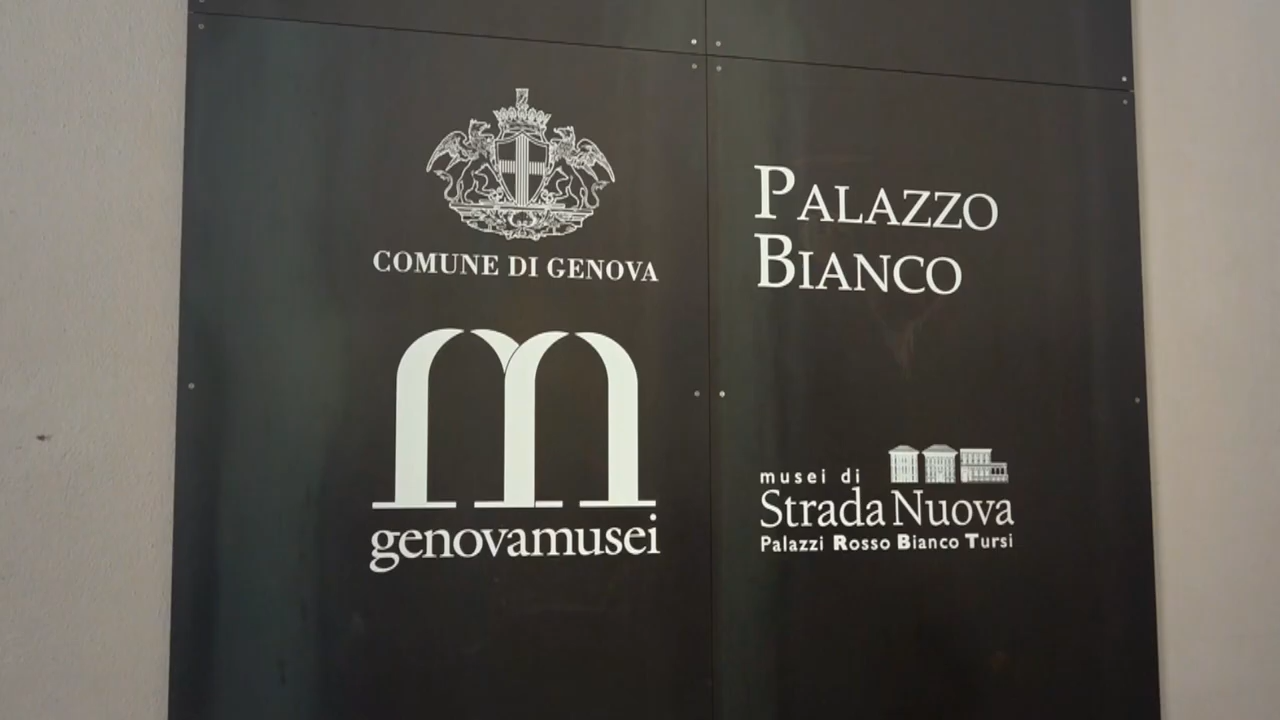 COMUNE DI GENOVA
genovamusei
PALAZZO
BIANCO
musei di
Strada Nuova
Palazzi Rosso Bianco Tursi